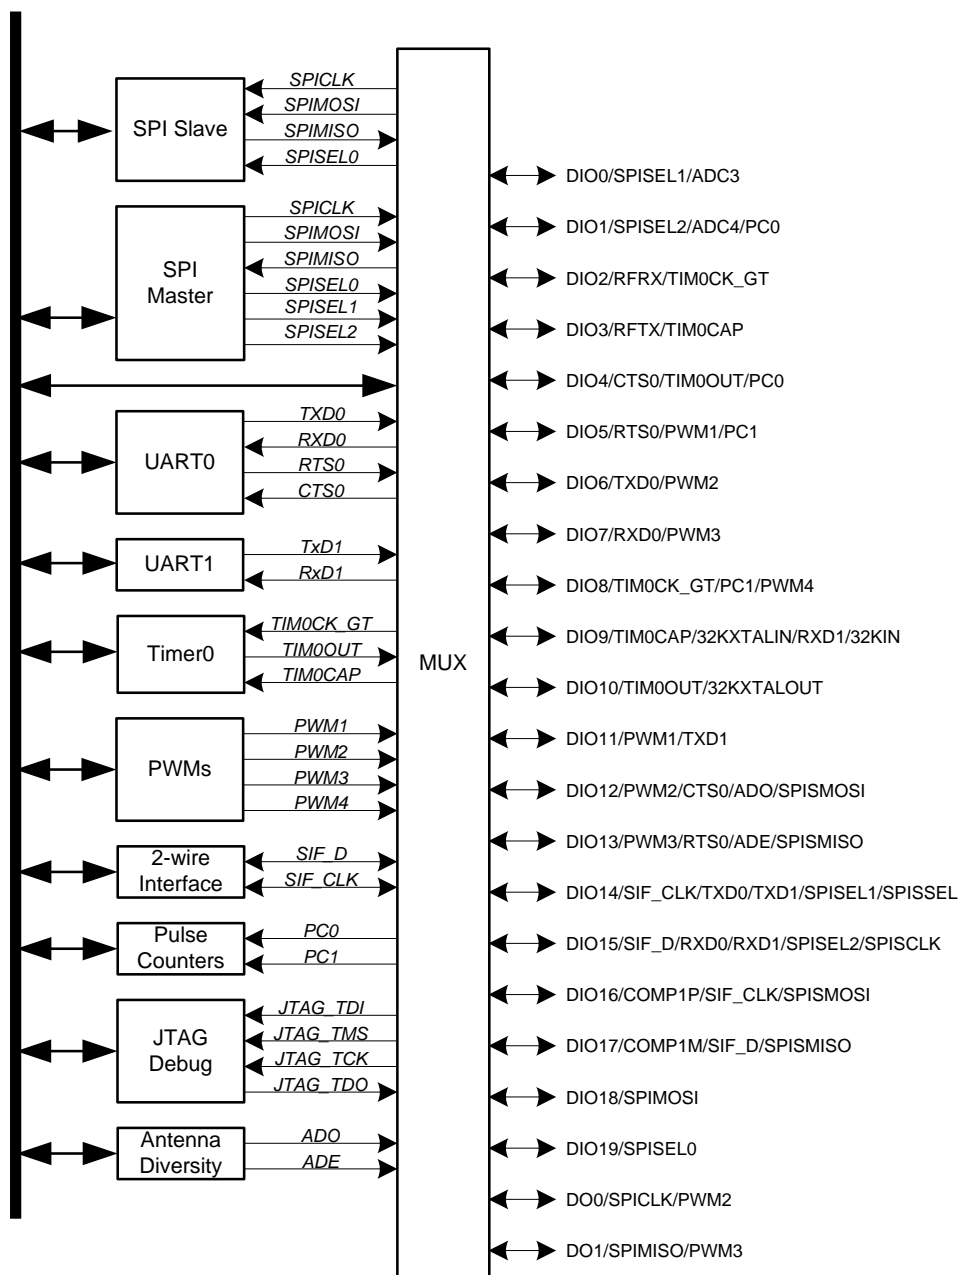 SPI Slave
SPICLK
SPIMOSI
SPIMISO
SPISEL0
SPI
Master
SPICLK
SPIMOSI
SPIMISO
SPISEL0
SPISEL1
SPISEL2
UART0
TXD0
RXD0
RTS0
CTS0
UART1
TxD1
RxD1
Timer0
TIM0CK_GT
TIM0OUT
TIM0CAP
PWMs
PWM1
PWM2
PWM3
PWM4
2-wire
Interface
SIF_D
SIF_CLK
Pulse
Counters
PC0
PC1
JTAG
Debug
JTAG_TDI
JTAG_TMS
JTAG_TCK
JTAG_TDO
Antenna
Diversity
ADO
ADE
MUX
DIO0/SPISEL1/ADC3
DIO1/SPISEL2/ADC4/PC0
DIO2/RFRX/TIM0CK_GT
DIO3/RFTX/TIM0CAP
DIO4/CTS0/TIM0OUT/PC0
DIO5/RTS0/PWM1/PC1
DIO6/TXD0/PWM2
DIO7/RXD0/PWM3
DIO8/TIM0CK_GT/PC1/PWM4
DIO9/TIM0CAP/32KXTALIN/RXD1/32KIN
DIO10/TIM0OUT/32KXTALOUT
DIO11/PWM1/TXD1
DIO12/PWM2/CTS0/ADO/SPISMOSI
DIO13/PWM3/RTS0/ADE/SPISMISO
DIO14/SIF_CLK/TXD0/TXD1/SPISEL1/SPISSEL
DIO15/SIF_D/RXD0/RXD1/SPISEL2/SPISCLK
DIO16/COMP1P/SIF_CLK/SPISMOSI
DIO17/COMP1M/SIF_D/SPISMISO
DIO18/SPIMOSI
DIO19/SPISEL0
DO0/SPICLK/PWM2
DO1/SPIMISO/PWM3